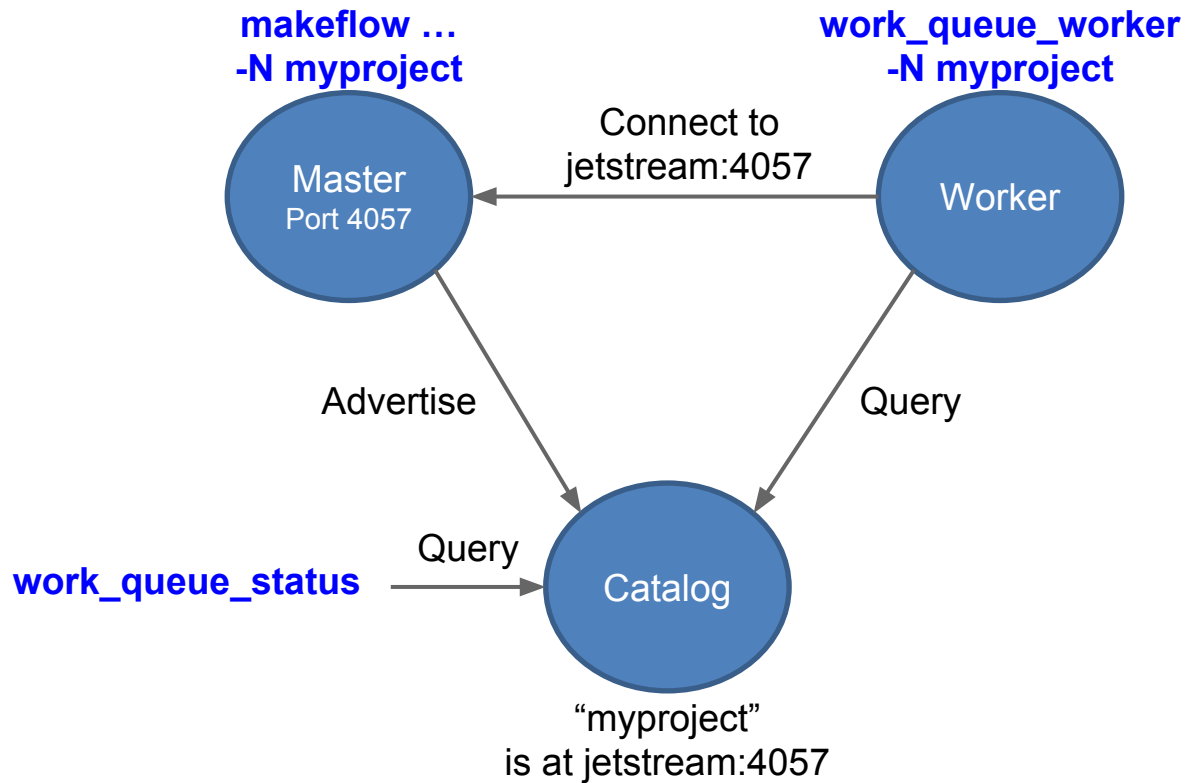 makeflow …
-N myproject
work_queue_worker
-N myproject
Connect to
jetstream:4057
Master
Port 4057
Worker
Advertise
Query
Query
work_queue_status
Catalog
“myproject”
is at jetstream:4057